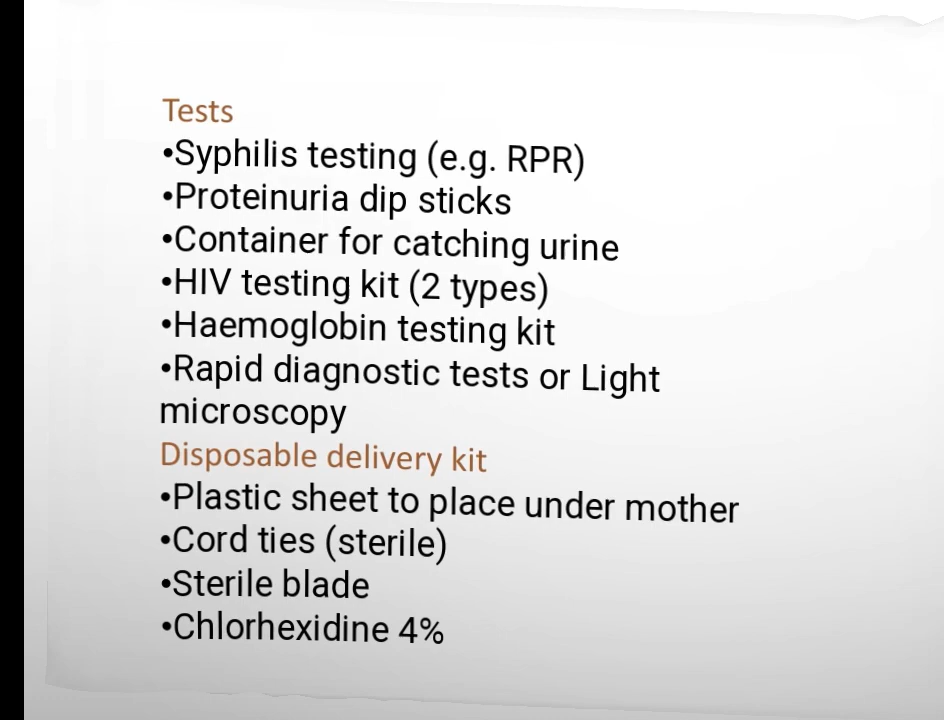 Tests
•Syphilis testing (e.g. RPR)
•Proteinuria dip sticks
•Container for catching urine
•HIV testing kit (2 types)
•Haemoglobin testing kit
•Rapid diagnostic tests or Light
microscopy
Disposable delivery kit
•Plastic sheet to place under mother
•Cord ties (sterile)
•Sterile blade
•Chlorhexidine 4%